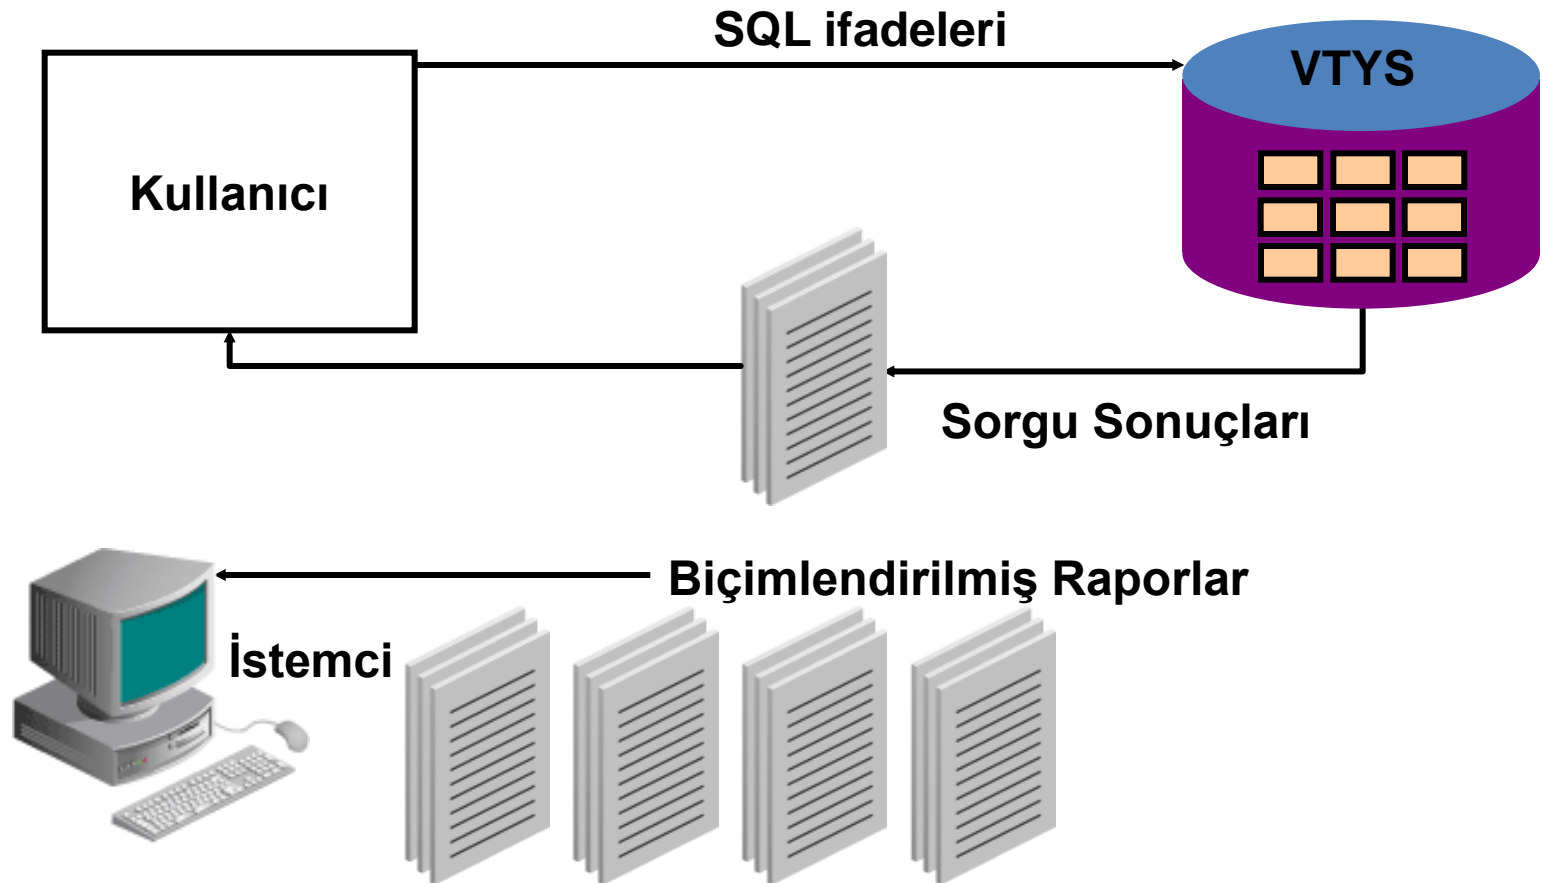 SQL ifadeleri
VTYS
Kullanıcı
Sorgu Sonuçları
Biçimlendirilmiş Raporlar
İstemci